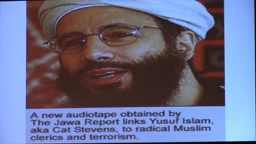 A new audiotape obtained by
The Jawa Report links Yusuf Islam,
aka Cat Stevens, to radical Muslim
clerics and terrorism.